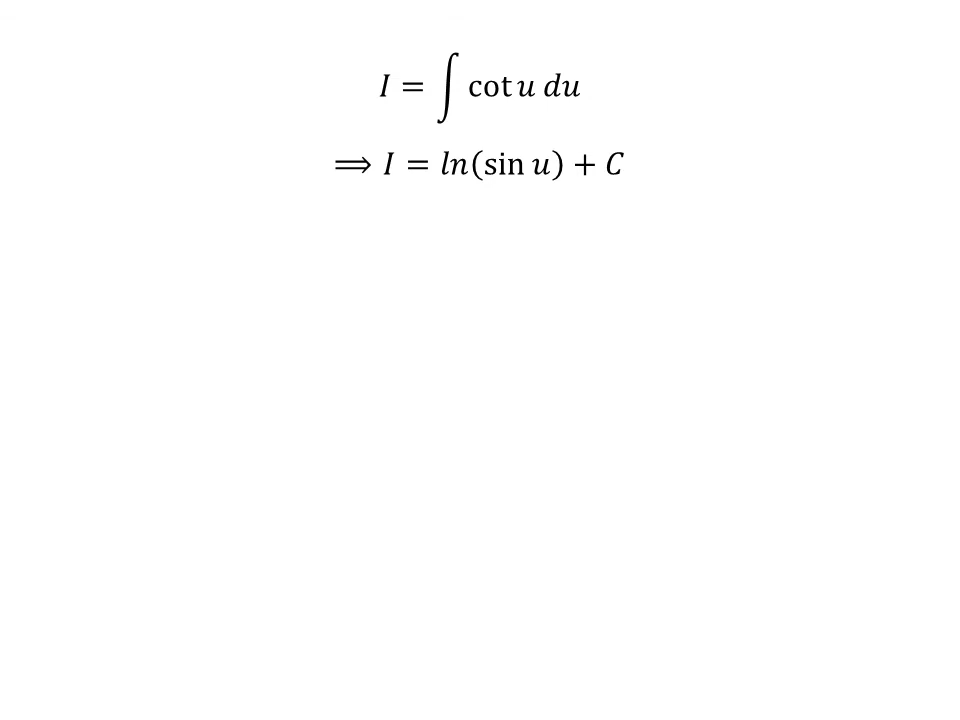 I = ∫ cot u du
⟹ I = ln(sin u) + C